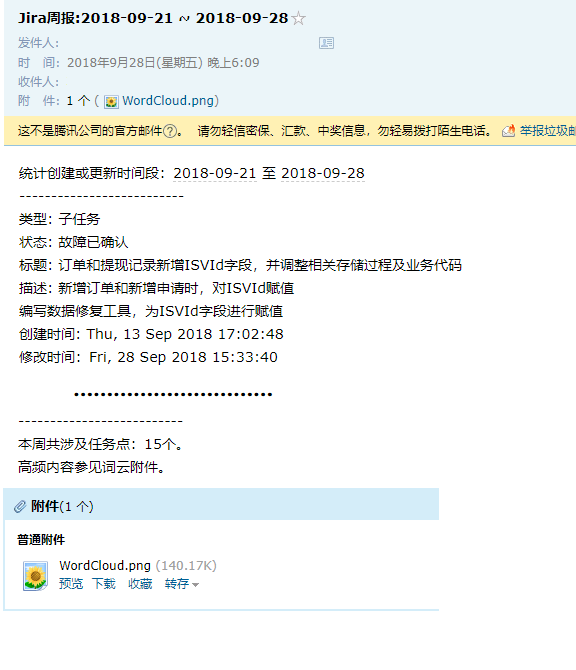 Jira周报:2018-09-21 ~ 2018-09-28☆
发件人:
时 间: 2018年9月28日(星期五) 晚上6:09
收件人:
附 件: 1 个 ( WordCloud.png)
这不是腾讯公司的官方邮件?。 请勿轻信密保、汇款、中奖信息，勿轻易拨打陌生电话。 举报垃圾邮
统计创建或更新时间段: 2018-09-21 至 2018-09-28
--------------------------
类型: 子任务
状态: 故障已确认
标题: 订单和提现记录新增ISVId字段，并调整相关存储过程及业务代码
描述: 新增订单和新增申请时，对ISVId赋值
编写数据修复工具，为ISVId字段进行赋值
创建时间: Thu, 13 Sep 2018 17:02:48
修改时间: Fri, 28 Sep 2018 15:33:40
••••••••••••••••••••••••••••••
--------------------------
本周共涉及任务点: 15个。
高频内容参见词云附件。
附件(1 个)
普通附件
WordCloud.png (140.17K)
预览 下载 收藏 转存